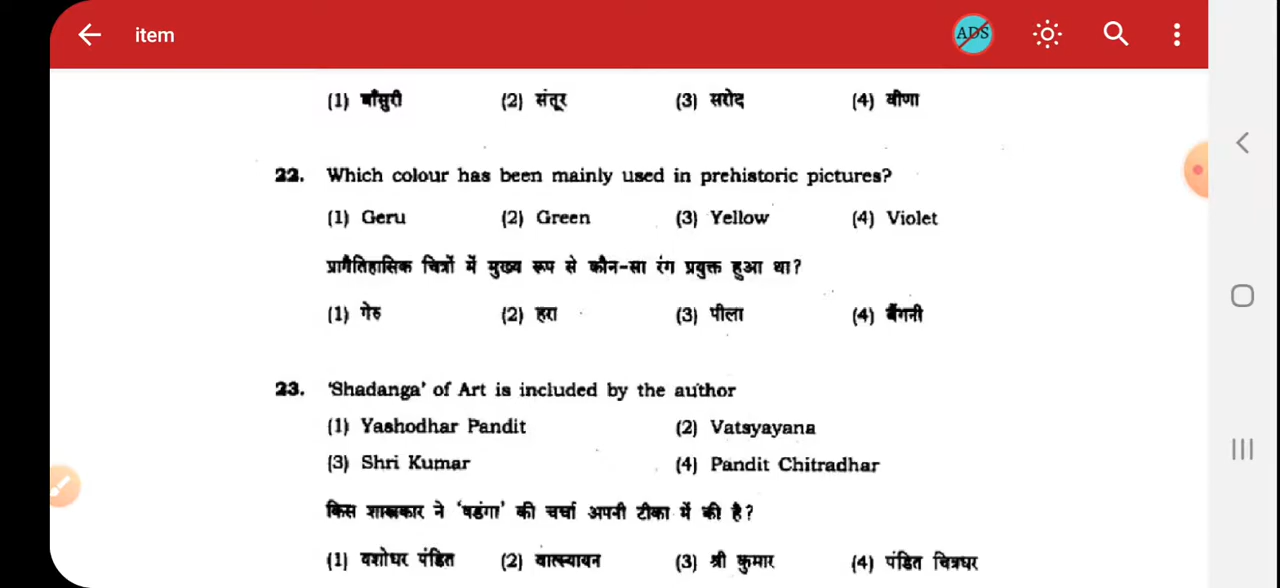 item
ADS
(1) बाँसुरी (2) संतूर (3) सरोद (4) वीणा
22. Which colour has been mainly used in prehistoric pictures?
(1) Geru (2) Green (3) Yellow (4) Violet
प्रागैतिहासिक चित्रों में मुख्य रूप से कौन-सा रंग प्रयुक्त हुआ था?
(1) गेरु (2) हरा (3) पीला (4) बैंगनी
23. 'Shadanga' of Art is included by the author
(1) Yashodhar Pandit (2) Vatsyayana
(3) Shri Kumar (4) Pandit Chitradhar
किस शास्त्रकार ने 'षडंगा' की चर्चा अपनी टीका में की है?
(1) यशोधर पंडित (2) वात्स्यायन (3) श्री कुमार (4) पंडित चित्रधर